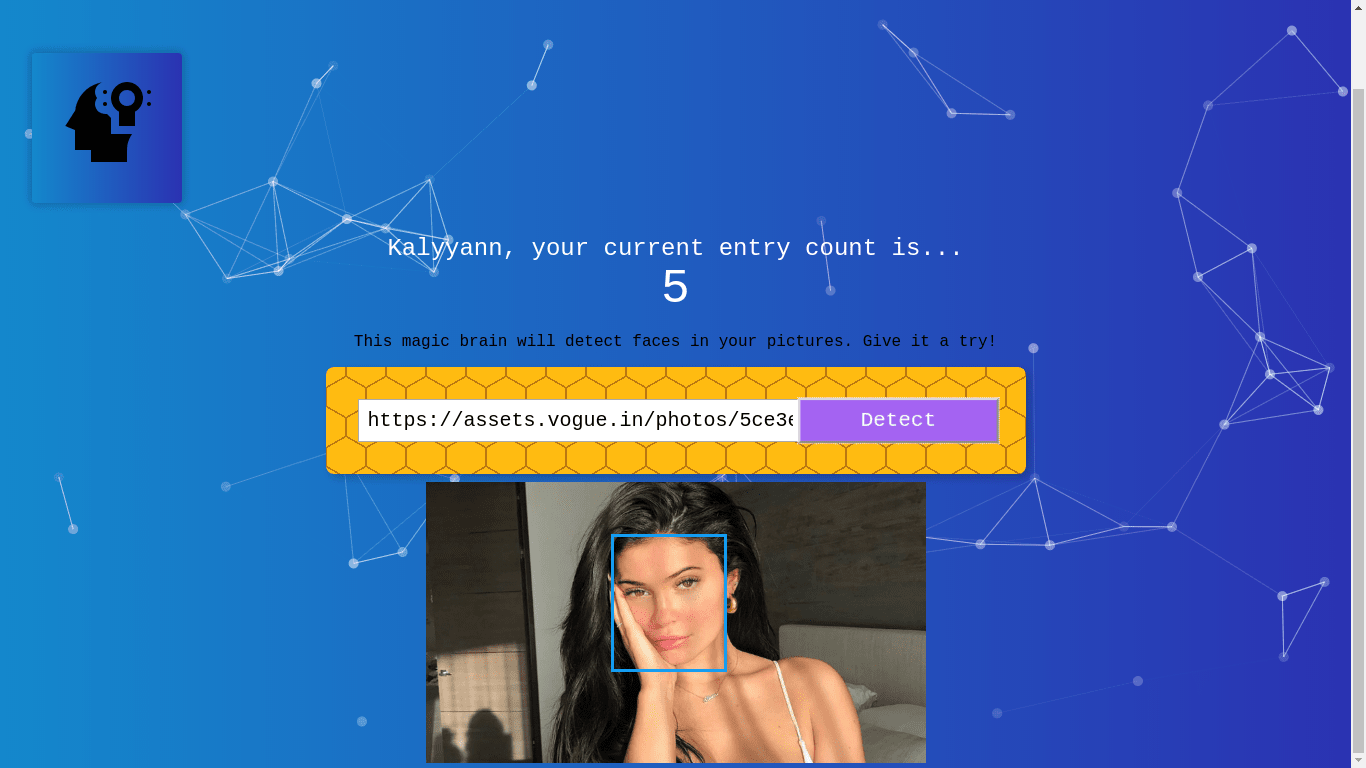 Kalyyann, your current entry count is...
5
This magic brain will detect faces in your pictures. Give it a try!
https://assets.vogue.in/photos/5ce3e
Detect